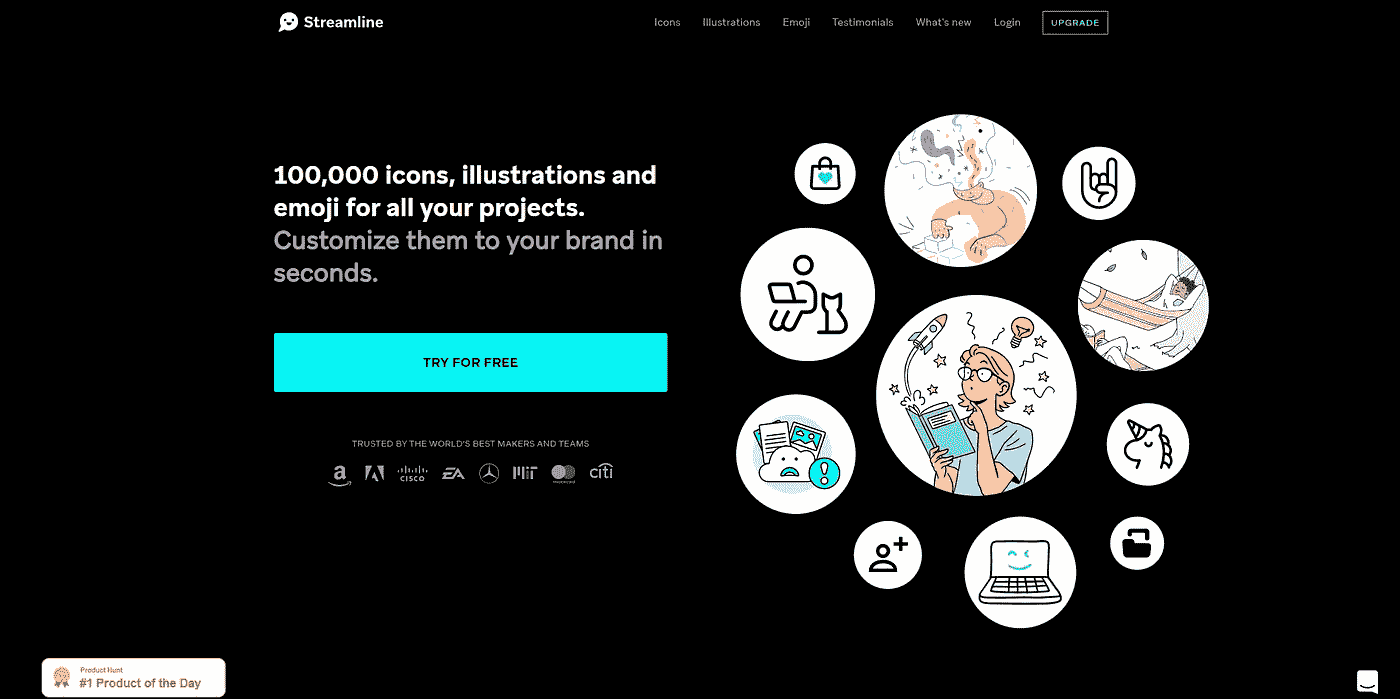 Streamline
Icons Illustrations Emoji Testimonials What's new Login UPGRADE
100,000 icons, illustrations and
emoji for all your projects.
Customize them to your brand in
seconds.
TRY FOR FREE
TRUSTED BY THE WORLD'S BEST MAKERS AND TEAMS
a CISCO EA MIT mastercard citi
Product Hunt
#1 Product of the Day